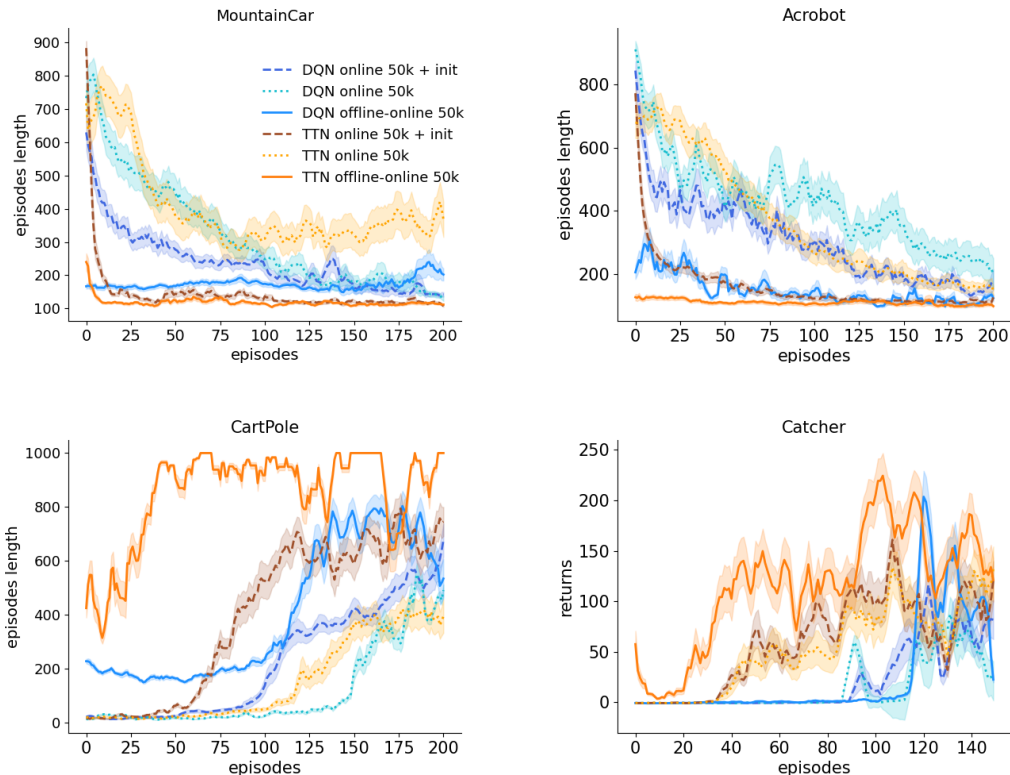 MountainCar
900
800
700
600
500
400
300
200
100
episodes length
DQN online 50k + init
DQN online 50k
DQN offline-online 50k
TTN online 50k + init
TTN online 50k
TTN offline-online 50k
0 25 50 75 100 125 150 175 200
episodes
Acrobot
800
600
400
200
episodes length
0 25 50 75 100 125 150 175 200
episodes
CartPole
1000
800
600
400
200
0
episodes length
0 25 50 75 100 125 150 175 200
episodes
Catcher
250
200
150
100
50
0
returns
0 20 40 60 80 100 120 140
episodes